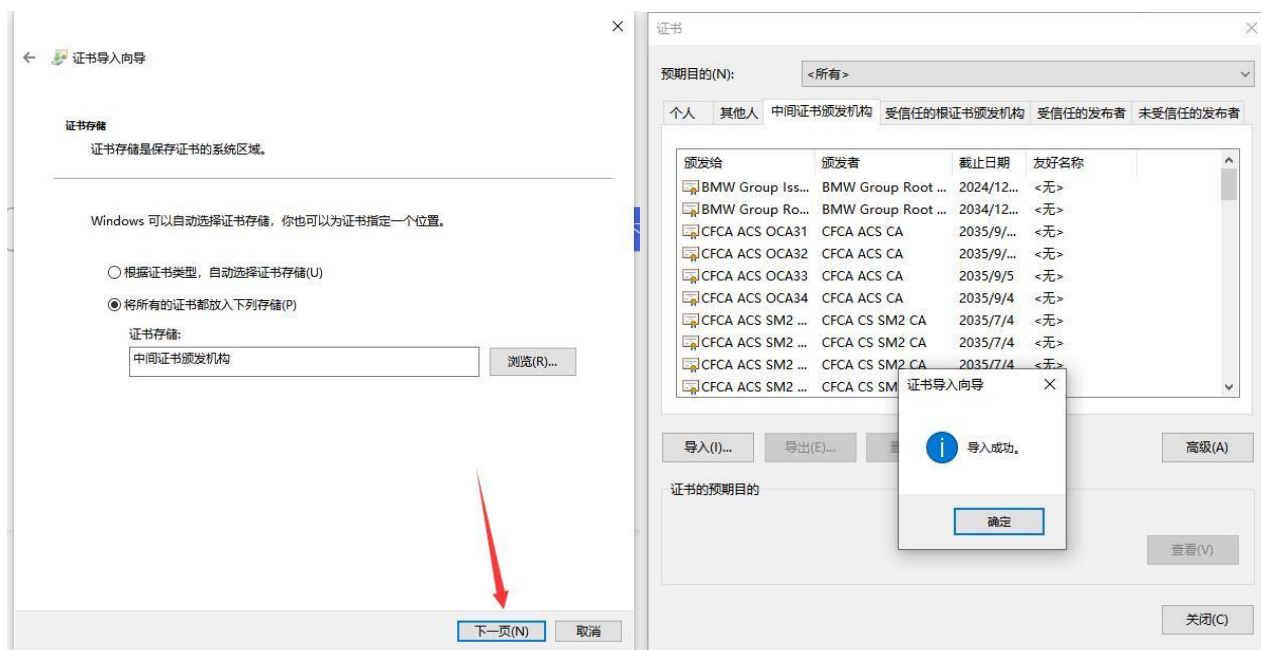 证书导入向导
证书存储
证书存储是保存证书的系统区域。
Windows 可以自动选择证书存储，你也可以为证书指定一个位置。
根据证书类型，自动选择证书存储(U)
将所有的证书都放入下列存储(P)
证书存储:
中间证书颁发机构
浏览(R)...
下一页(N) 取消
证书
预期目的(N): <所有>
个人 其他人 中间证书颁发机构 受信任的根证书颁发机构 受信任的发布者 未受信任的发布者
颁发给 颁发者 截止日期 友好名称
BMW Group Iss... BMW Group Root ... 2024/12... <无>
BMW Group Ro... BMW Group Root ... 2034/12... <无>
CFCA ACS OCA31 CFCA ACS CA 2035/9/... <无>
CFCA ACS OCA32 CFCA ACS CA 2035/9/... <无>
CFCA ACS OCA33 CFCA ACS CA 2035/9/5 <无>
CFCA ACS OCA34 CFCA ACS CA 2035/9/4 <无>
CFCA ACS SM2 ... CFCA CS SM2 CA 2035/7/4 <无>
CFCA ACS SM2 ... CFCA CS SM2 CA 2035/7/4 <无>
CFCA ACS SM2 ... CFCA CS SM2 CA 2035/7/4 <无>
CFCA ACS SM2 ... CFCA CS SM
证书导入向导
导入成功。
确定
导入(I)... 导出(E)... 高级(A)
证书的预期目的
查看(V)
关闭(C)